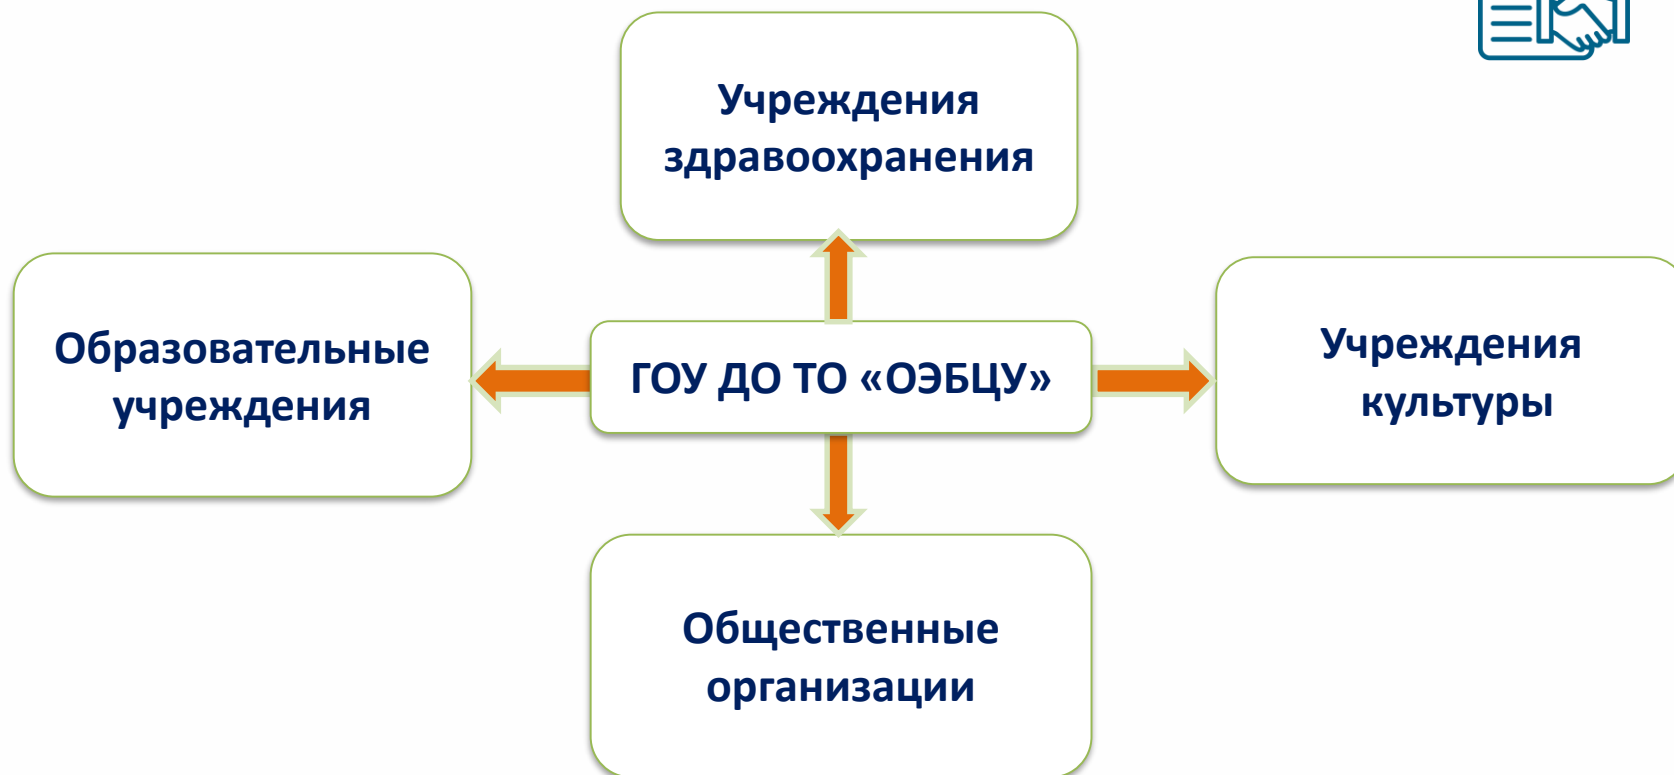 Учреждения
здравоохранения
Образовательные
учреждения
ГОУ ДО ТО «ОЭБЦУ»
Учреждения
культуры
Общественные
организации